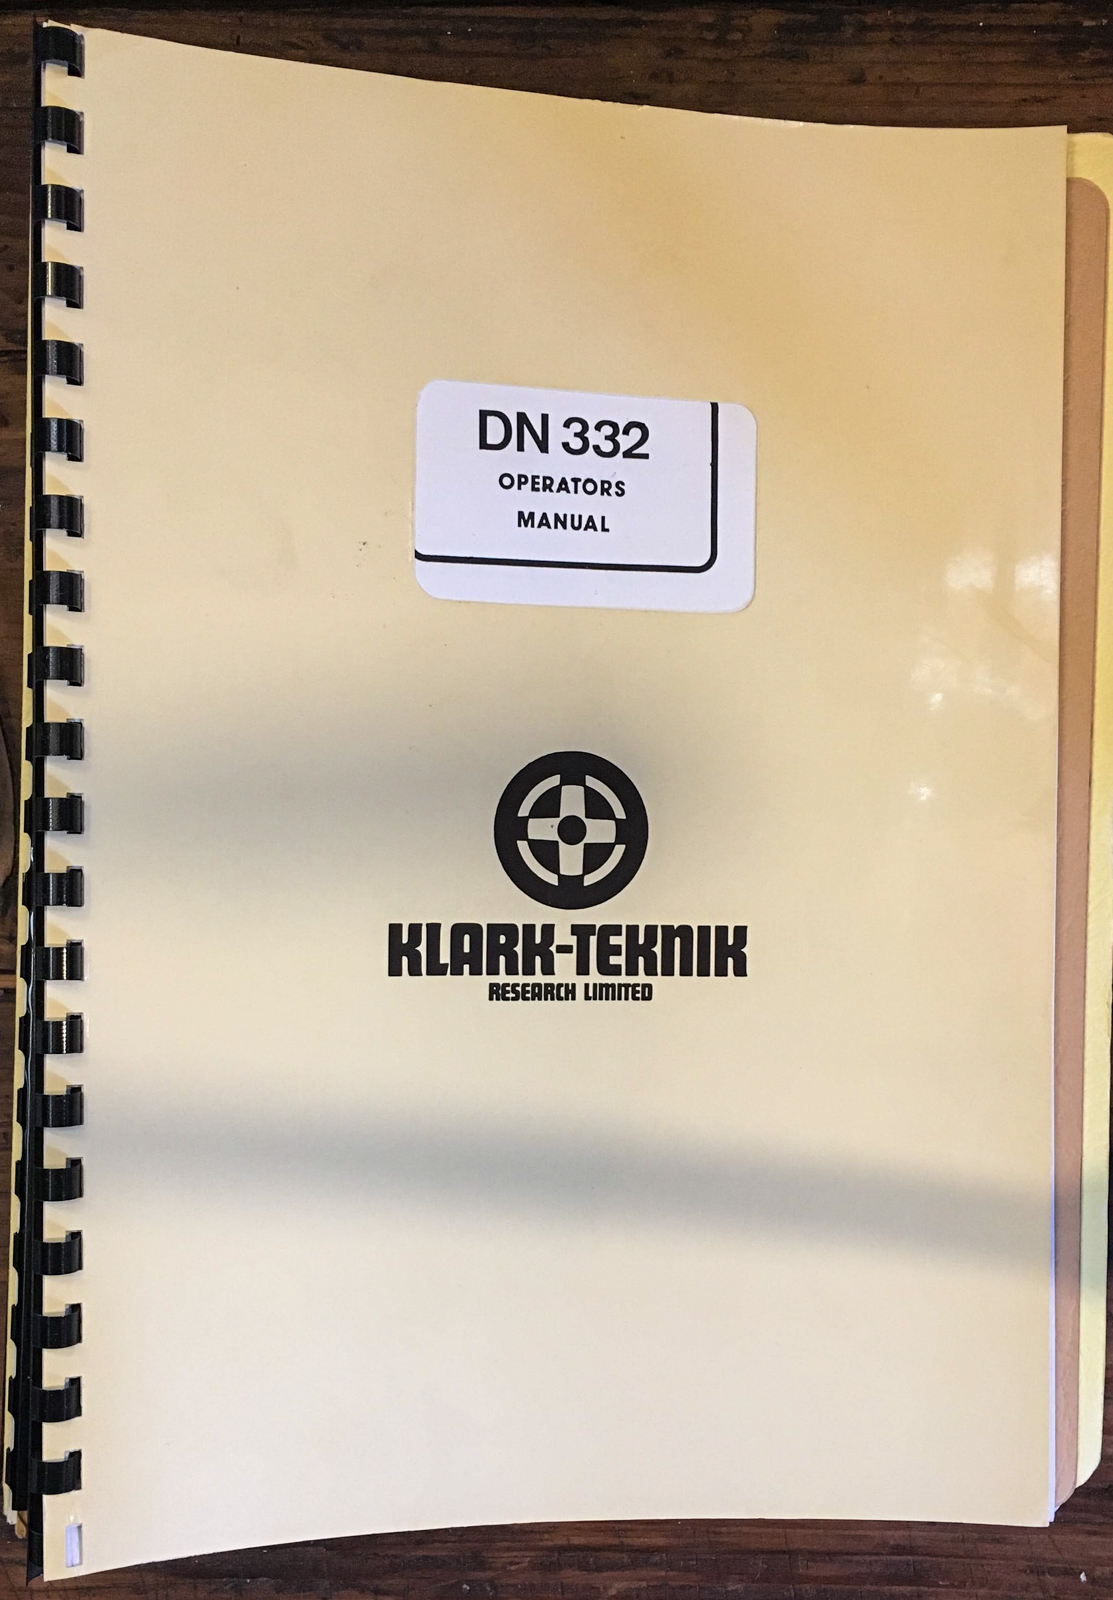 DN 332
OPERATORS
MANUAL
KLARK-TEKNIK
RESEARCH LIMITED